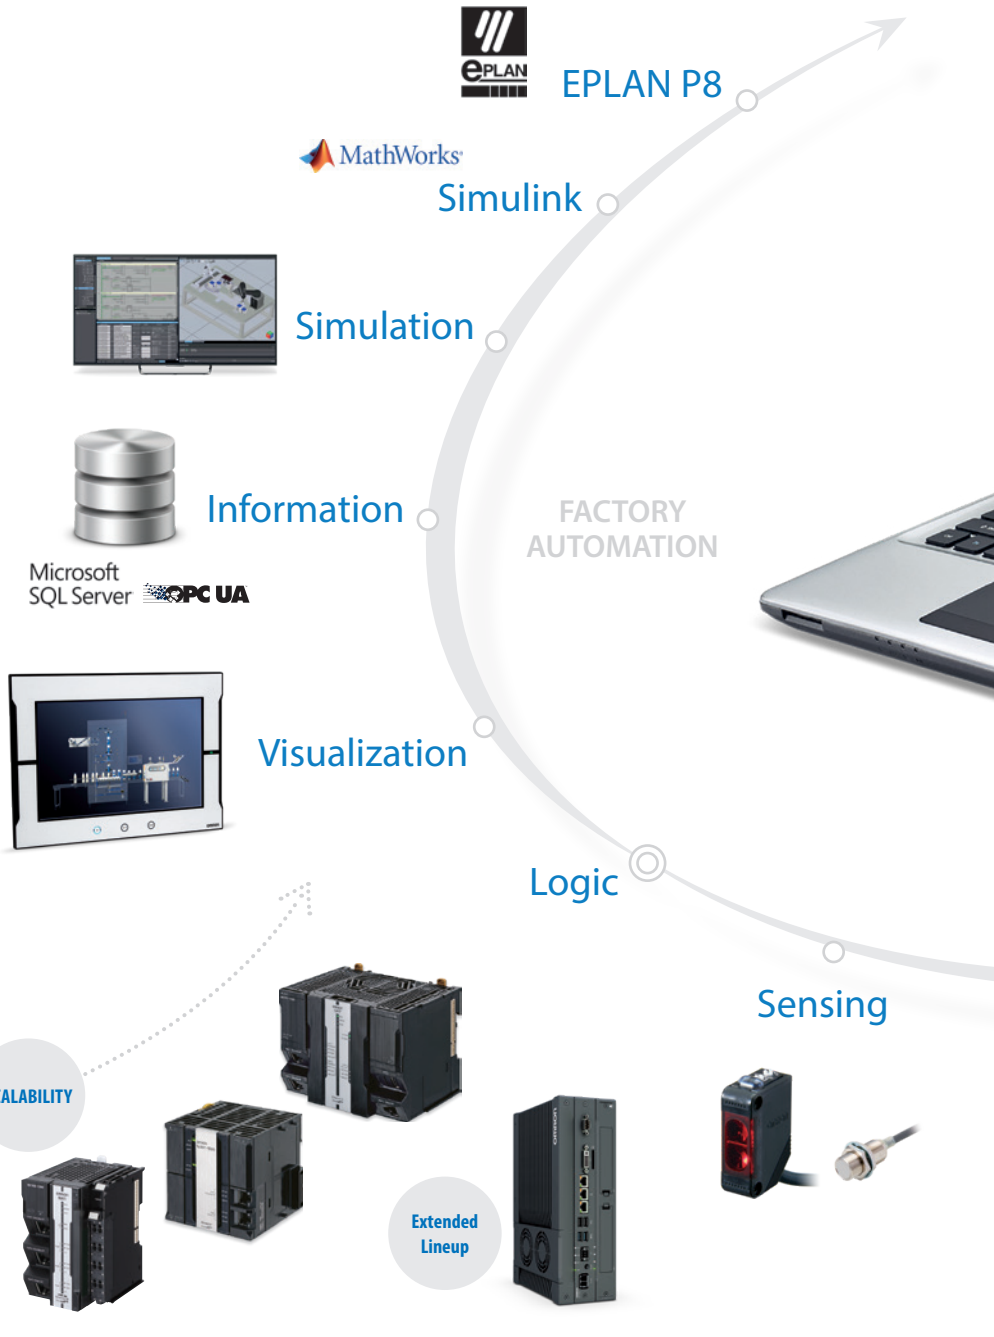 ePLAN
EPLAN P8
MathWorks
Simulink
Simulation
Information
FACTORY
AUTOMATION
Microsoft
SQL Server
OPC UA
Visualization
Logic
Sensing
ALABILITY
OMRON
Extended
Lineup